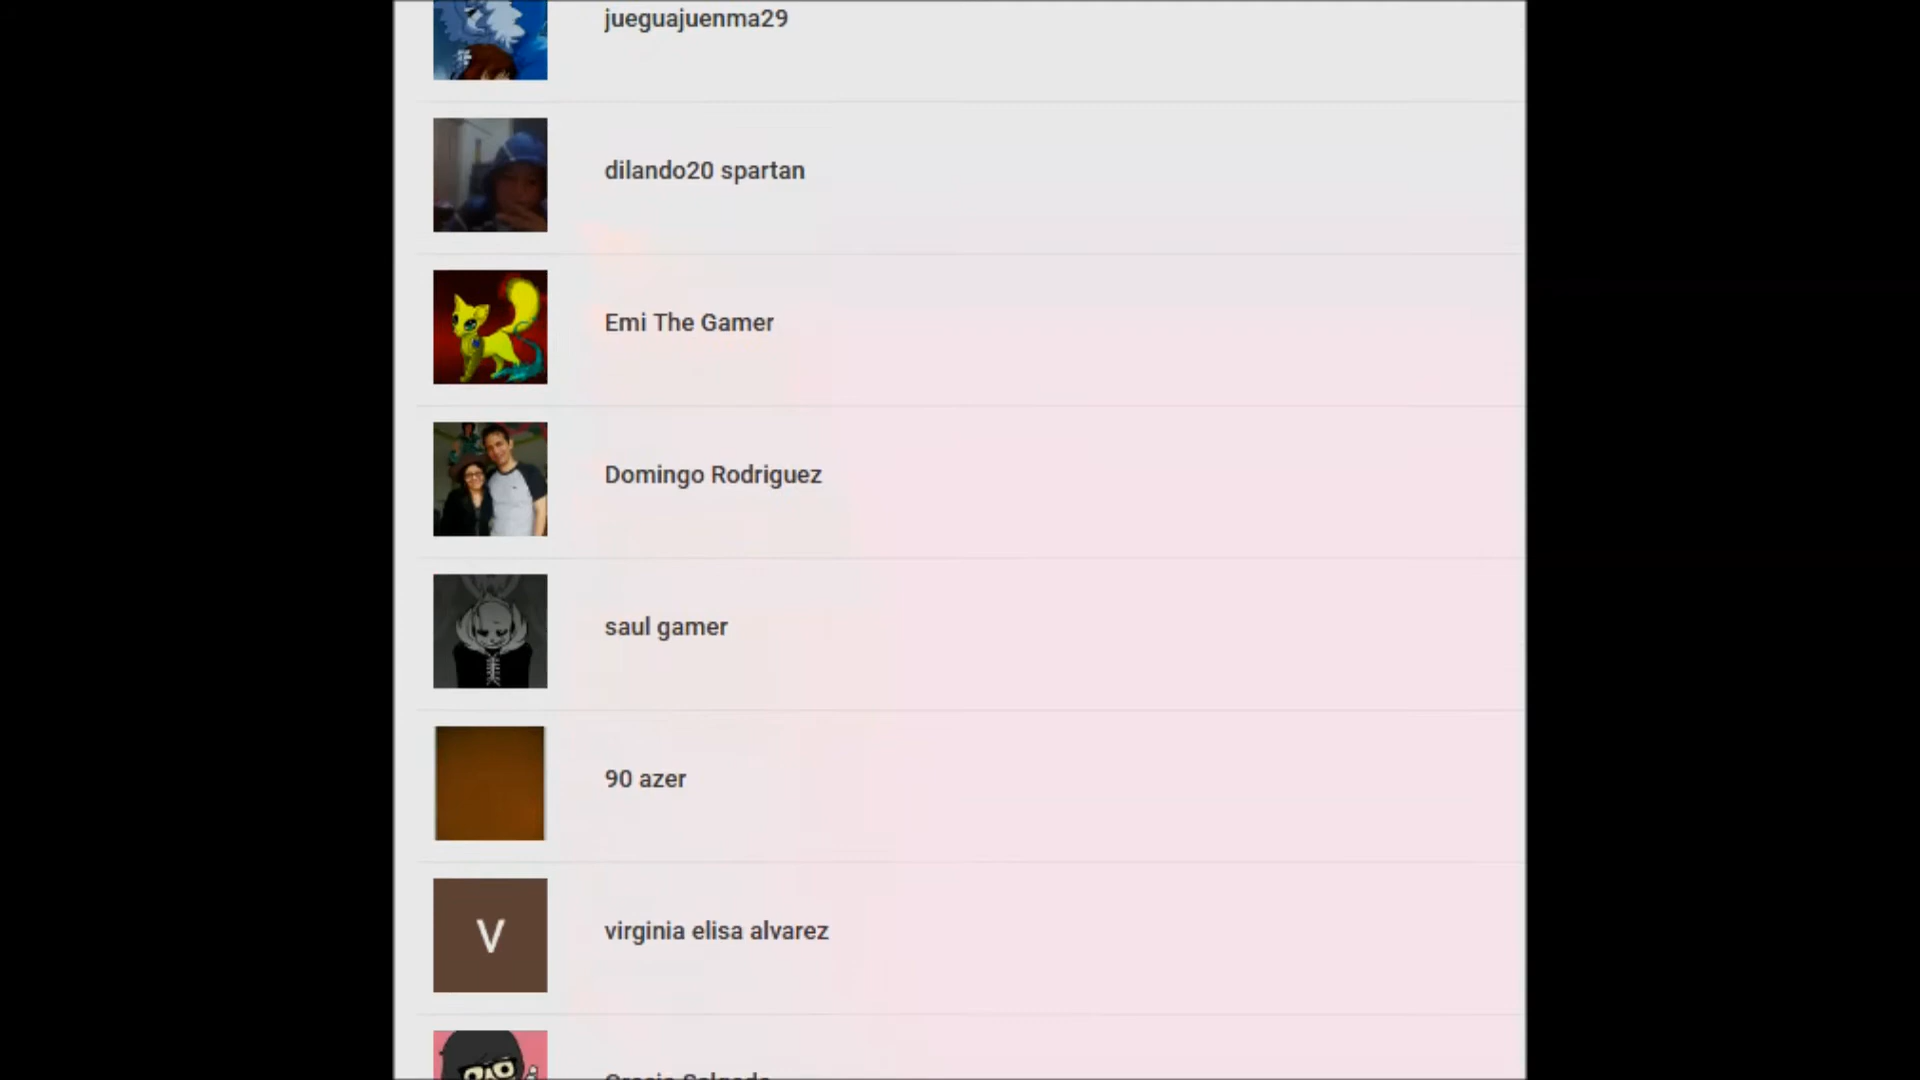 jueguajuenma29
dilando20 spartan
Emi The Gamer
Domingo Rodriguez
saul gamer
90 azer
V
virginia elisa alvarez